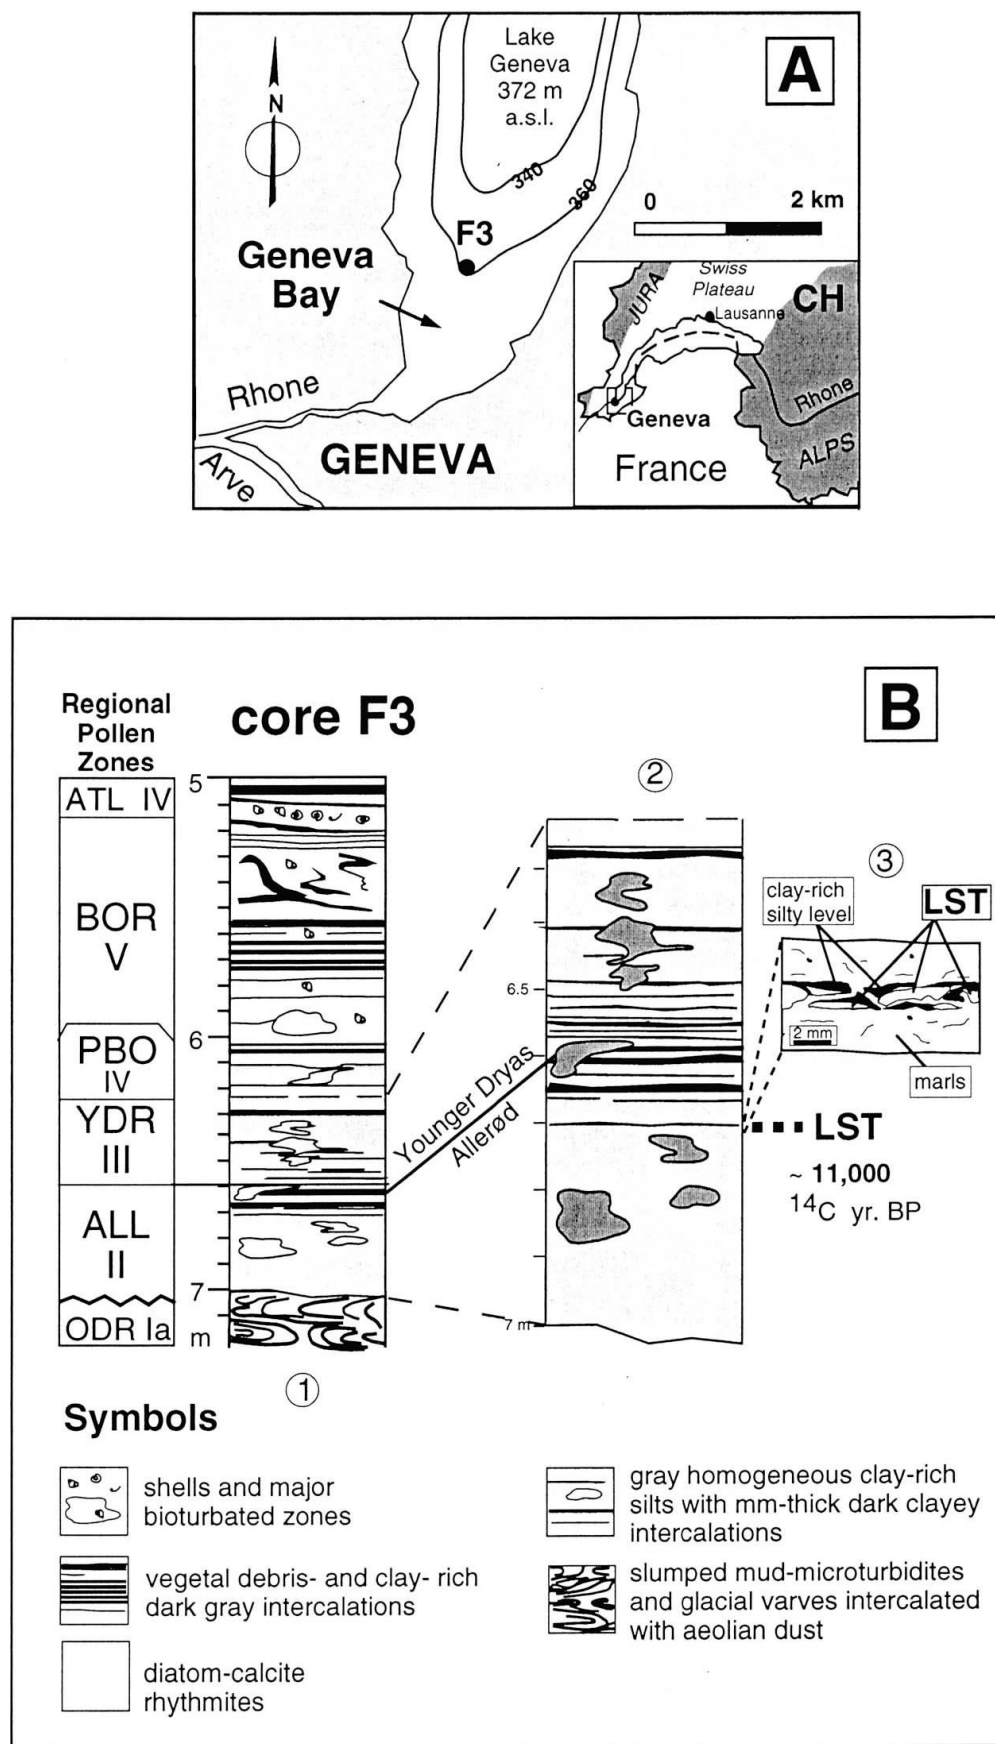 Lake
Geneva
372 m
a.s.l.
A
N
340
360
0 2 km
F3
Geneva
Bay
Swiss
Plateau
JURA
CH
Lausanne
Rhone
Geneva
Rhone
ALPS
France
GENEVA
Arve
B
Regional
Pollen
Zones
core F3
ATL IV
BOR
V
PBO
IV
YDR
III
ALL
II
ODR Ia
5
6
7
m
1
2
6.5
7 m
Younger Dryas
Allerød
3
clay-rich
silty level
LST
2 mm
marls
LST
~ 11,000
14C yr. BP
Symbols
shells and major
bioturbated zones
vegetal debris- and clay- rich
dark gray intercalations
diatom-calcite
rhythmites
gray homogeneous clay-rich
silts with mm-thick dark clayey
intercalations
slumped mud-microturbidites
and glacial varves intercalated
with aeolian dust